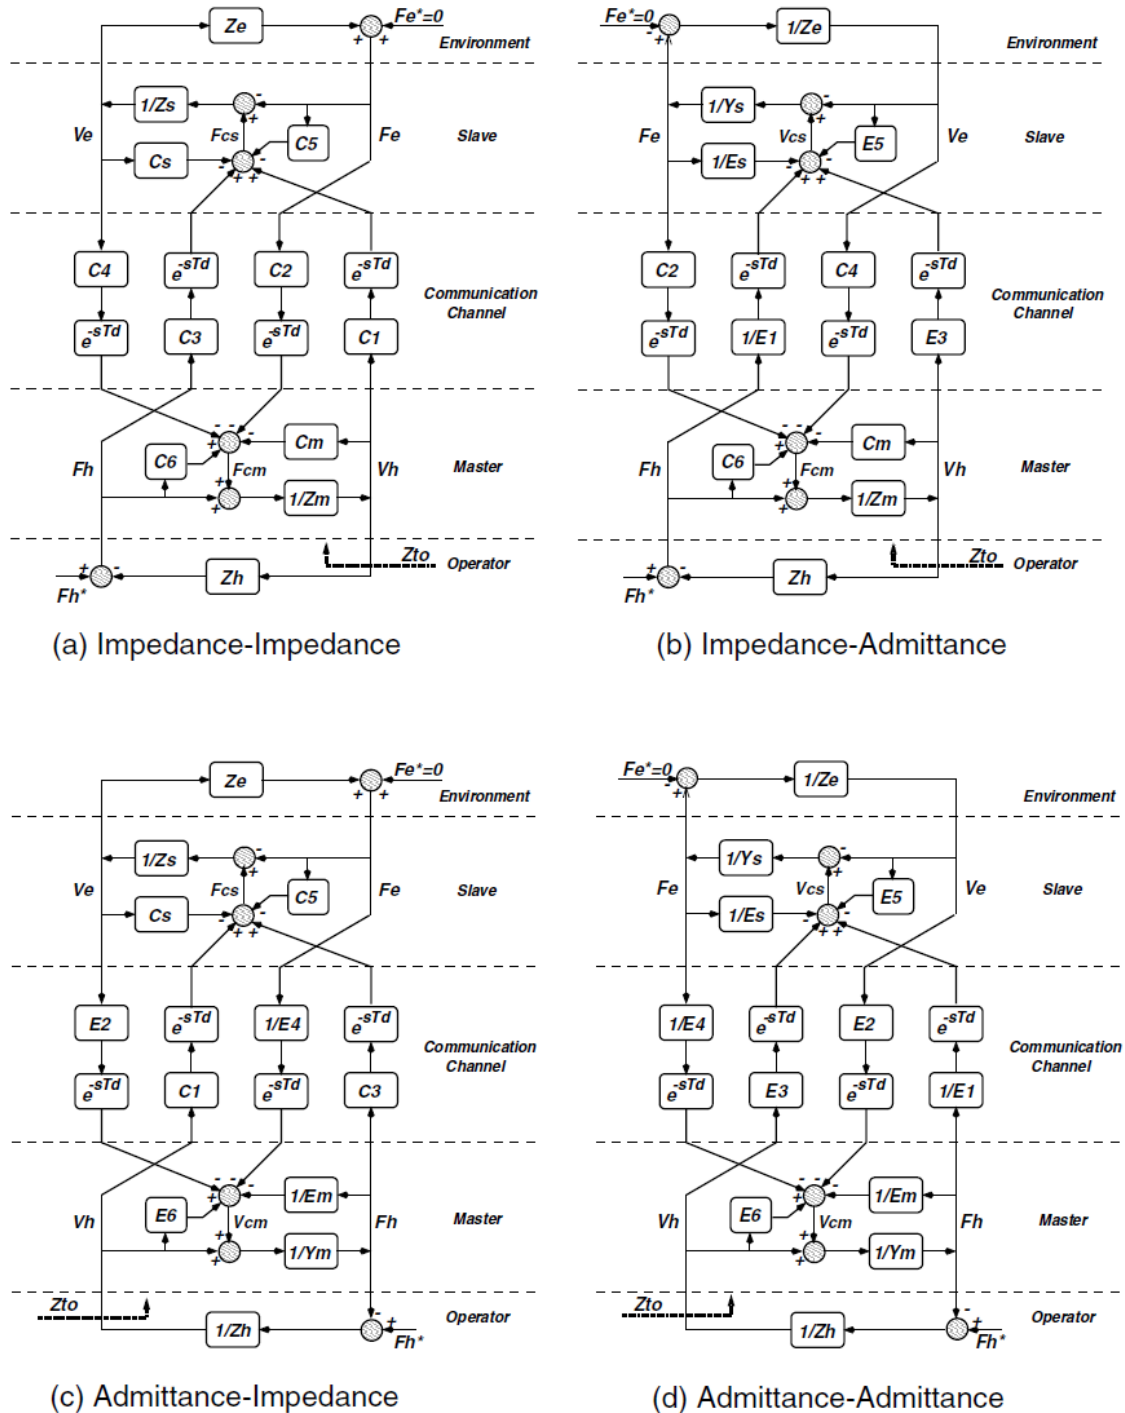 Ze
Fe*=0
Environment
1/Zs
Ve
Fcs
C5
Fe
Slave
Cs
C4
e-sTd
C2
e-sTd
Communication
Channel
e-sTd
C3
e-sTd
C1
Cm
Fh
C6
Fcm
Vh
Master
1/Zm
Zto
Operator
Zh
Fh*
(a) Impedance-Impedance
Fe*=0
1/Ze
Environment
1/Ys
Fe
Vcs
E5
Ve
Slave
1/Es
C2
e-sTd
C4
e-sTd
Communication
Channel
e-sTd
1/E1
e-sTd
E3
Cm
Fh
C6
Fcm
Vh
Master
1/Zm
Zto
Operator
Zh
Fh*
(b) Impedance-Admittance
Ze
Fe*=0
Environment
1/Zs
Ve
Fcs
C5
Fe
Slave
Cs
E2
e-sTd
1/E4
e-sTd
Communication
Channel
e-sTd
C1
e-sTd
C3
1/Em
Vh
E6
Vcm
Fh
Master
1/Ym
Zto
Operator
1/Zh
Fh*
(c) Admittance-Impedance
Fe*=0
1/Ze
Environment
1/Ys
Fe
Vcs
E5
Ve
Slave
1/Es
1/E4
e-sTd
E2
e-sTd
Communication
Channel
e-sTd
E3
e-sTd
1/E1
1/Em
Vh
E6
Vcm
Fh
Master
1/Ym
Zto
Operator
1/Zh
Fh*
(d) Admittance-Admittance